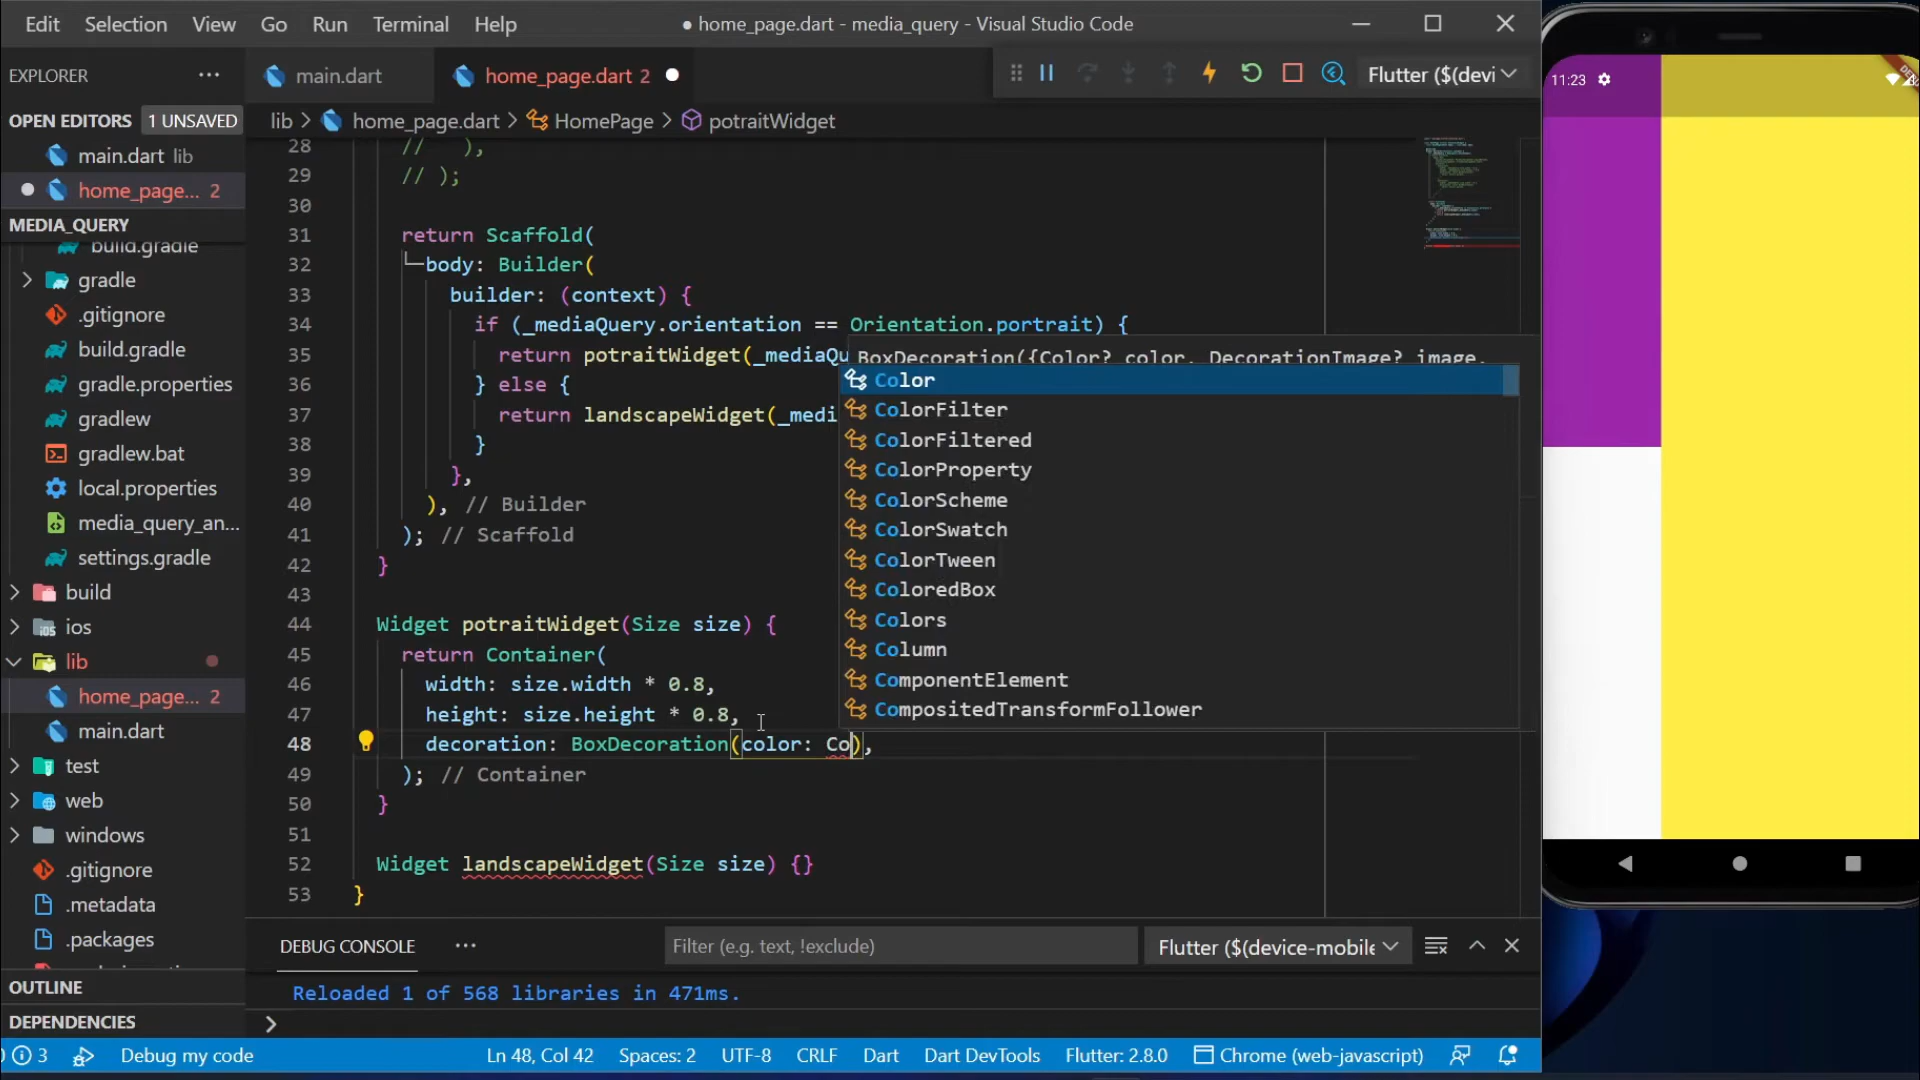 Edit Selection View Go Run Terminal Help
● home_page.dart - media_query - Visual Studio Code
EXPLORER
OPEN EDITORS 1 UNSAVED
main.dart lib
home_page... 2
MEDIA_QUERY
build.gradle
gradle
.gitignore
build.gradle
gradle.properties
gradlew
gradlew.bat
local.properties
media_query_an...
settings.gradle
build
ios
lib
home_page... 2
main.dart
test
web
windows
.gitignore
.metadata
.packages
OUTLINE
DEPENDENCIES
main.dart
home_page.dart 2
Flutter ($(devi
lib > home_page.dart > HomePage > potraitWidget
28 // ),
29 // );
30
31 return Scaffold(
32 body: Builder(
33 builder: (context) {
34 if (_mediaQuery.orientation == Orientation.portrait) {
35 return potraitWidget(_mediaQu
36 } else {
37 return landscapeWidget(_medi
38 }
39 },
40 ), // Builder
41 ); // Scaffold
42 }
43
44 Widget potraitWidget(Size size) {
45 return Container(
46 width: size.width * 0.8,
47 height: size.height * 0.8,
48 decoration: BoxDecoration(color: Co),
49 ); // Container
50 }
51
52 Widget landscapeWidget(Size size) {}
53 }
BoxDecoration({Color? color, DecorationImage? image,
Color
ColorFilter
ColorFiltered
ColorProperty
ColorScheme
ColorSwatch
ColorTween
ColoredBox
Colors
Column
ComponentElement
CompositedTransformFollower
DEBUG CONSOLE
Filter (e.g. text, !exclude)
Flutter ($(device-mobile
Reloaded 1 of 568 libraries in 471ms.
3 Debug my code Ln 48, Col 42 Spaces: 2 UTF-8 CRLF Dart Dart DevTools Flutter: 2.8.0 Chrome (web-javascript)
11:23